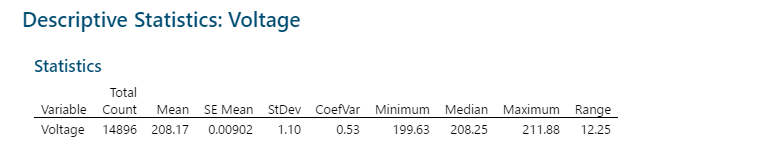 Descriptive Statistics: Voltage
Statistics
Total
Variable Count Mean SE Mean StDev CoefVar Minimum Median Maximum Range
Voltage 14896 208.17 0.00902 1.10 0.53 199.63 208.25 211.88 12.25